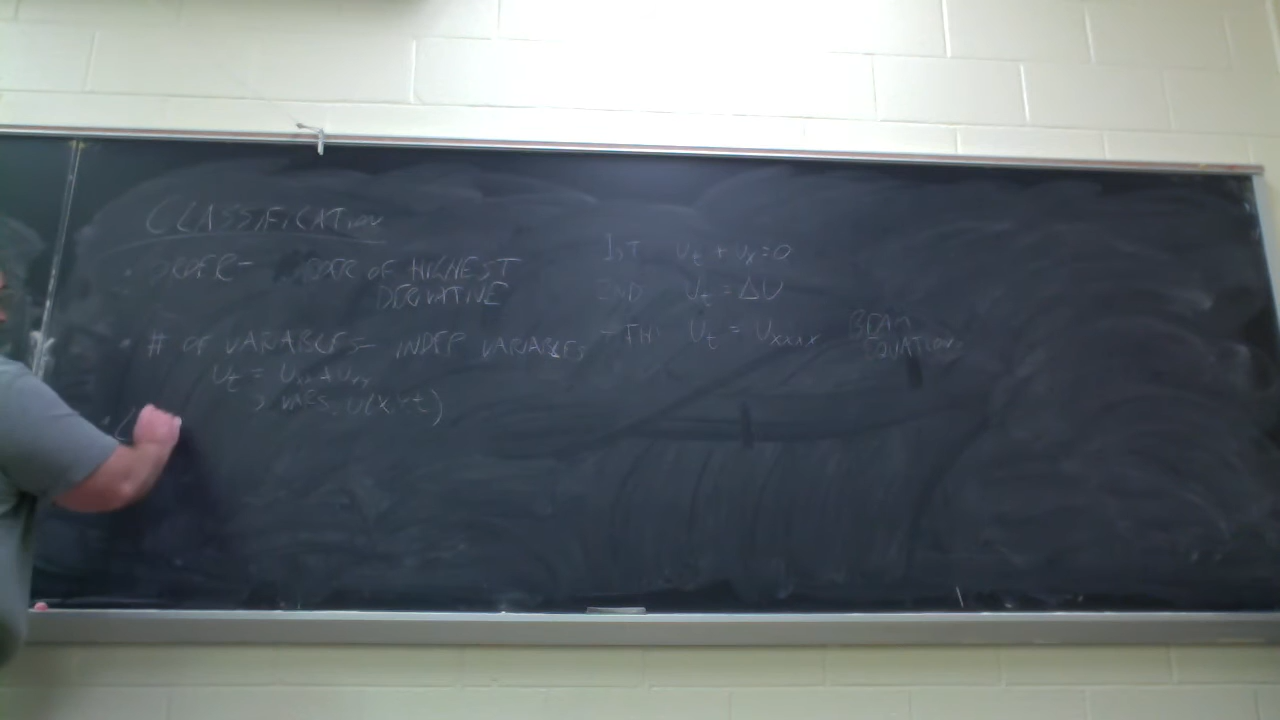 CLASSIFICATION
• ORDER - ORDER OF HIGHEST
DERIVATIVE
1ST U_t + U_x = 0
2ND U_t = ΔU
4TH U_t = U_xxxx BEAM
EQUATION
• # OF VARIABLES - INDEP VARIABLES
U_t = U_xx + U_yy
3 VARS. U(X,Y,t)